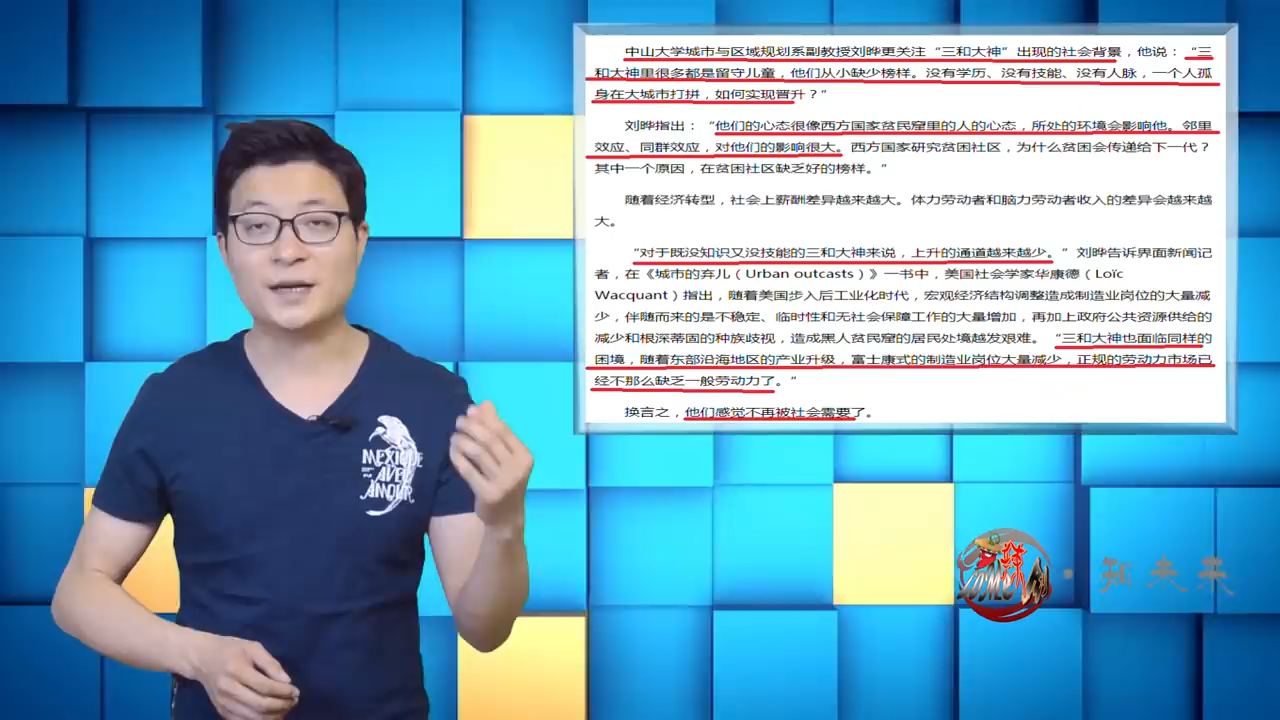 中山大学城市与区域规划系副教授刘晔更关注“三和大神”出现的社会背景，他说：“三
和大神里很多都是留守儿童，他们从小缺少榜样。没有学历、没有技能、没有人脉，一个人孤
身在大城市打拼，如何实现晋升？”
刘晔指出：“他们的心态很像西方国家贫民窟里的人的心态，所处的环境会影响他。邻里
效应、同群效应，对他们的影响很大。西方国家研究贫困社区，为什么贫困会传递给下一代？
其中一个原因，在贫困社区缺乏好的榜样。”
随着经济转型，社会上薪酬差异越来越大。体力劳动者和脑力劳动者收入的差异会越来越
大。
“对于既没知识又没技能的三和大神来说，上升的通道越来越少。”刘晔告诉界面新闻记
者，在《城市的弃儿（Urban outcasts）》一书中，美国社会学家华康德（Loïc
Wacquant）指出，随着美国步入后工业化时代，宏观经济结构调整造成制造业岗位的大量减
少，伴随而来的是不稳定、临时性和无社会保障工作的大量增加，再加上政府公共资源供给的
减少和根深蒂固的种族歧视，造成黑人贫民窟的居民处境越发艰难。“三和大神也面临同样的
困境，随着东部沿海地区的产业升级，富士康式的制造业岗位大量减少，正规的劳动力市场已
经不那么缺乏一般劳动力了。”
换言之，他们感觉不再被社会需要了。
MEXIQUE
AVEC
AMOUR
知未来